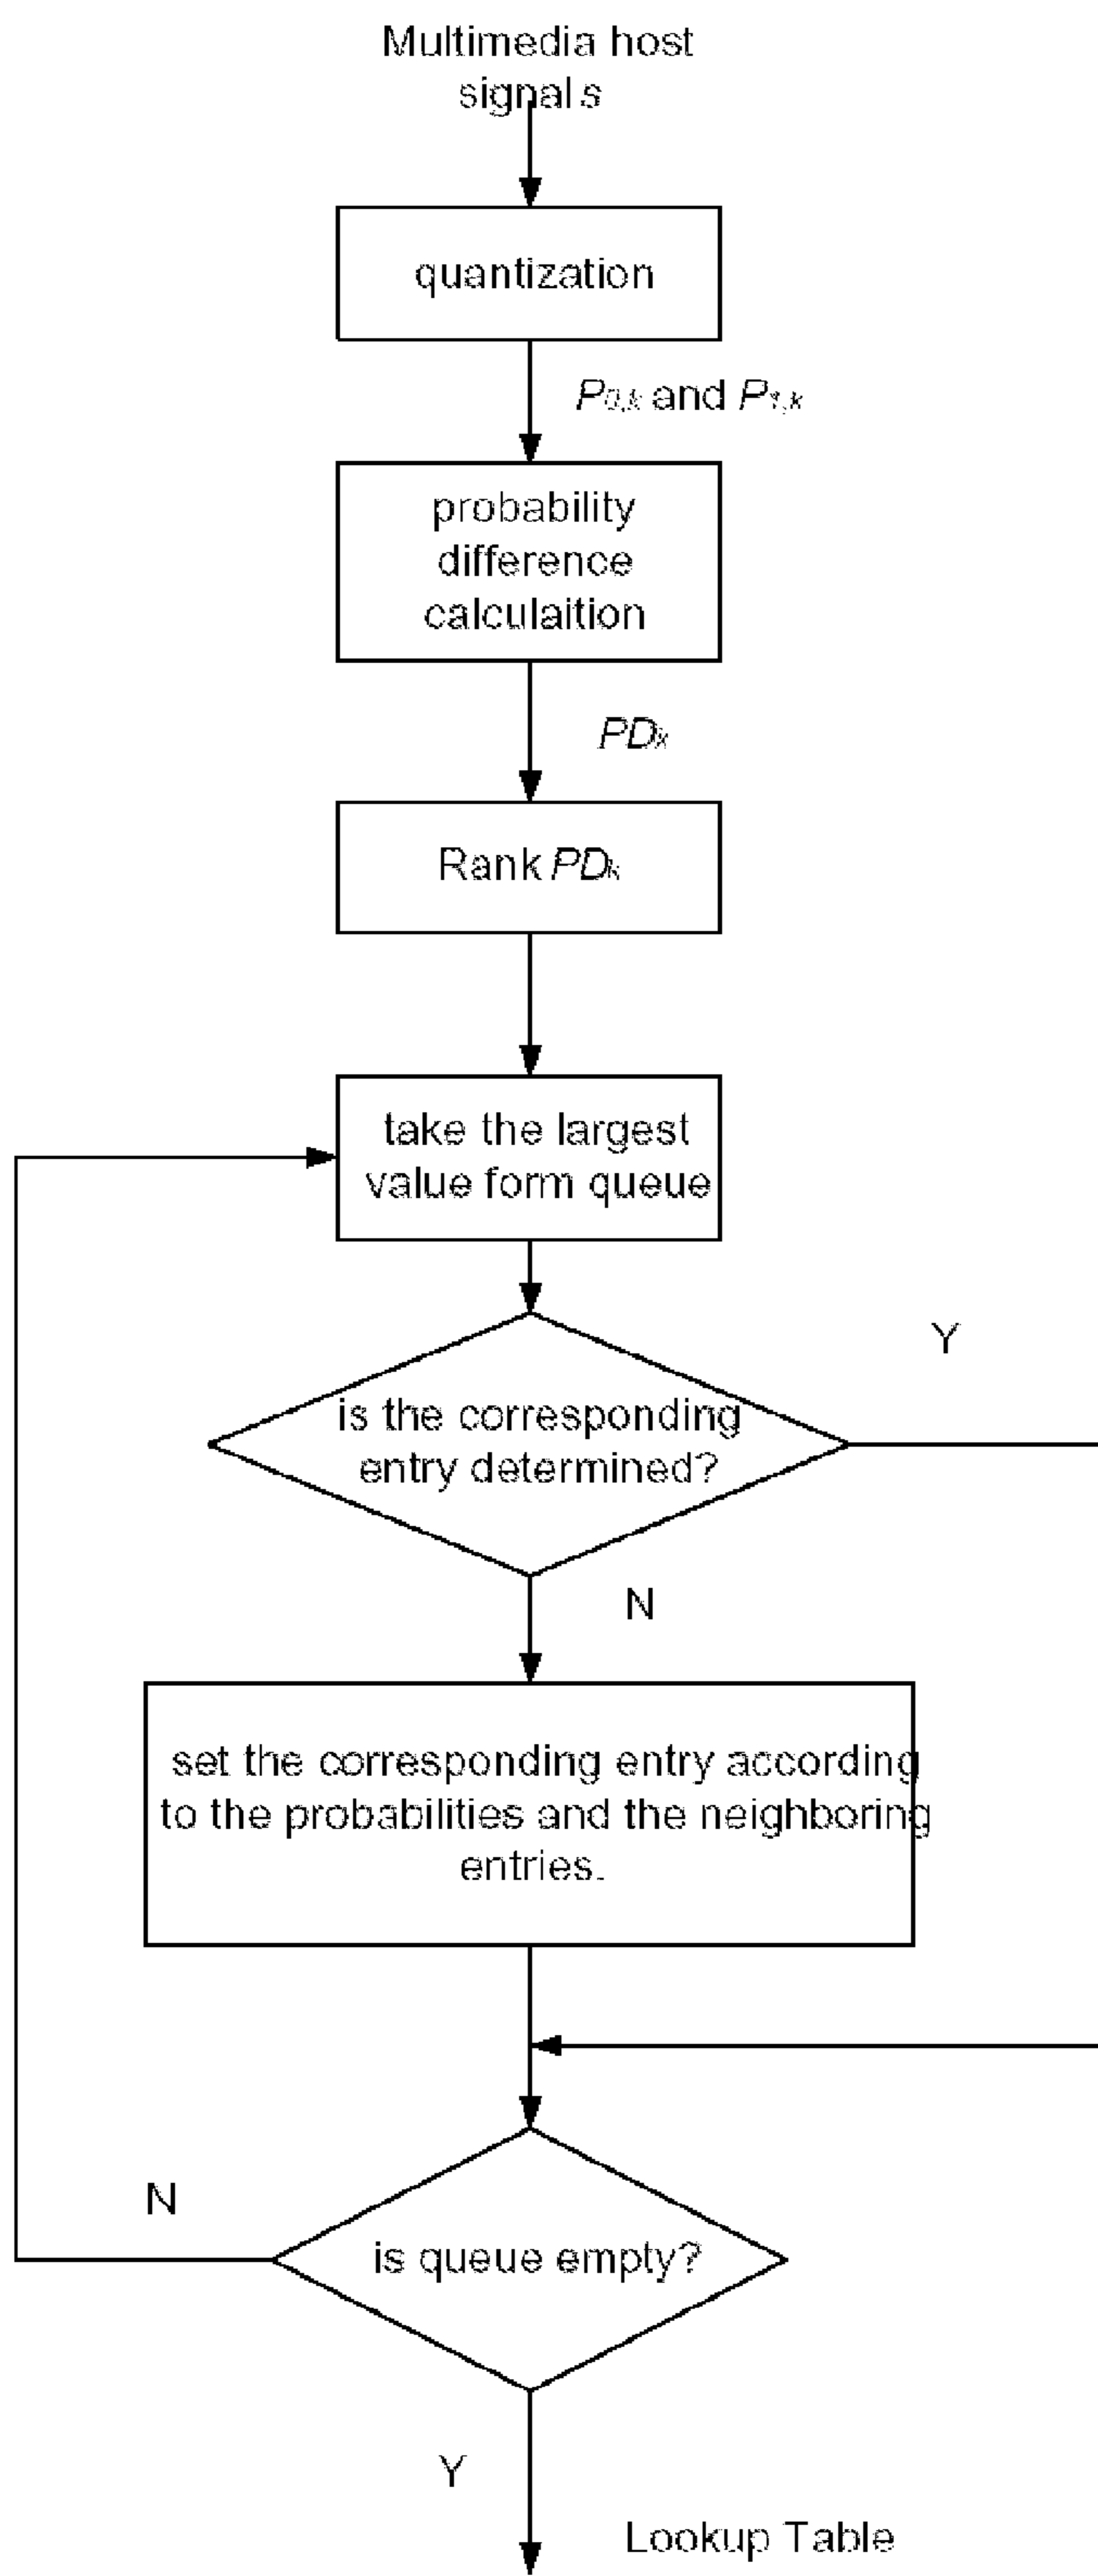 Multimedia host
signal s
quantization
P0,k and P1,k
probability
difference
calculaition
PDk
Rank PDk
take the largest
value form queue
Y
is the corresponding
entry determined?
N
set the corresponding entry according
to the probabilities and the neighboring
entries.
N
is queue empty?
Y
Lookup Table